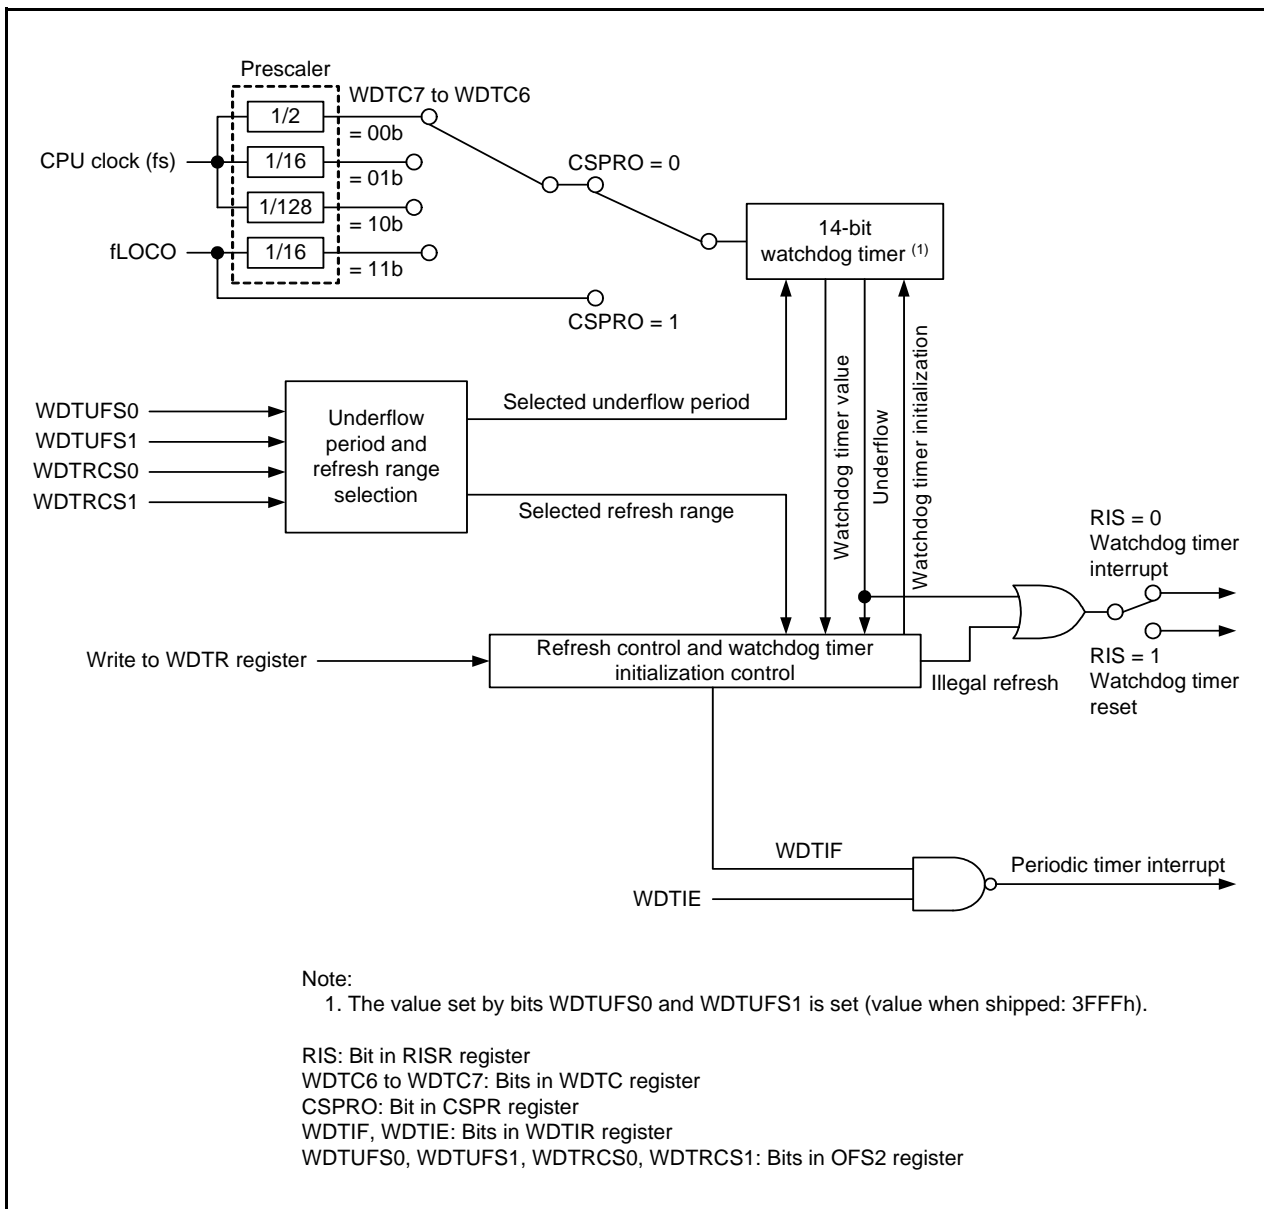 Prescaler
WDTC7 to WDTC6
1/2
= 00b
CPU clock (fs)
1/16
= 01b
CSPRO = 0
1/128
= 10b
14-bit
watchdog timer (1)
fLOCO
1/16
= 11b
CSPRO = 1
WDTUFS0
WDTUFS1
WDTRCS0
WDTRCS1
Underflow
period and
refresh range
selection
Selected underflow period
Selected refresh range
Watchdog timer value
Underflow
Watchdog timer initialization
RIS = 0
Watchdog timer
interrupt
Write to WDTR register
Refresh control and watchdog timer
initialization control
Illegal refresh
RIS = 1
Watchdog timer
reset
WDTIF
WDTIE
Periodic timer interrupt
Note:
1. The value set by bits WDTUFS0 and WDTUFS1 is set (value when shipped: 3FFFh).
RIS: Bit in RISR register
WDTC6 to WDTC7: Bits in WDTC register
CSPRO: Bit in CSPR register
WDTIF, WDTIE: Bits in WDTIR register
WDTUFS0, WDTUFS1, WDTRCS0, WDTRCS1: Bits in OFS2 register